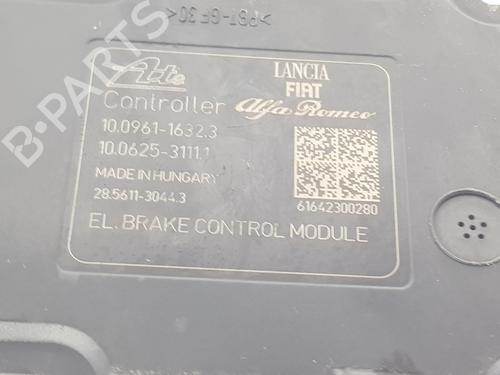 >PBT-GF30<
Ate
LANCIA
FIAT
Controller
Alfa Romeo
10.0961-1632.3
10.0625-3111.1
MADE IN HUNGARY
28.5611-3044.3
61642300280
EL. BRAKE CONTROL MODULE
B-PARTS